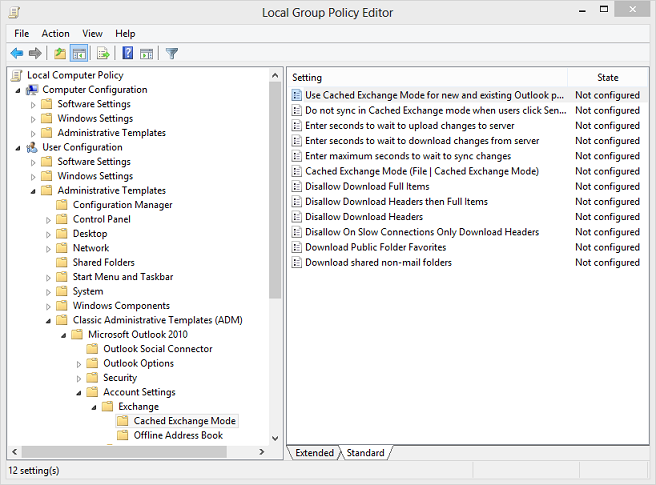 Local Group Policy Editor
File Action View Help
Local Computer Policy
Computer Configuration
Software Settings
Windows Settings
Administrative Templates
User Configuration
Software Settings
Windows Settings
Administrative Templates
Configuration Manager
Control Panel
Desktop
Network
Shared Folders
Start Menu and Taskbar
System
Windows Components
Classic Administrative Templates (ADM)
Microsoft Outlook 2010
Outlook Social Connector
Outlook Options
Security
Account Settings
Exchange
Cached Exchange Mode
Offline Address Book
Setting State
Use Cached Exchange Mode for new and existing Outlook p... Not configured
Do not sync in Cached Exchange mode when users click Sen... Not configured
Enter seconds to wait to upload changes to server Not configured
Enter seconds to wait to download changes from server Not configured
Enter maximum seconds to wait to sync changes Not configured
Cached Exchange Mode (File | Cached Exchange Mode) Not configured
Disallow Download Full Items Not configured
Disallow Download Headers then Full Items Not configured
Disallow Download Headers Not configured
Disallow On Slow Connections Only Download Headers Not configured
Download Public Folder Favorites Not configured
Download shared non-mail folders Not configured
Extended Standard
12 setting(s)